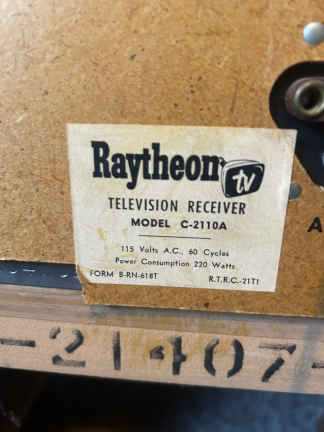 Raytheon tv
TELEVISION RECEIVER
MODEL C-2110A
115 Volts A.C., 60 Cycles
Power Consumption 220 Watts
FORM B-RN-618T R.T.R.C.-21T1
A
-21407-